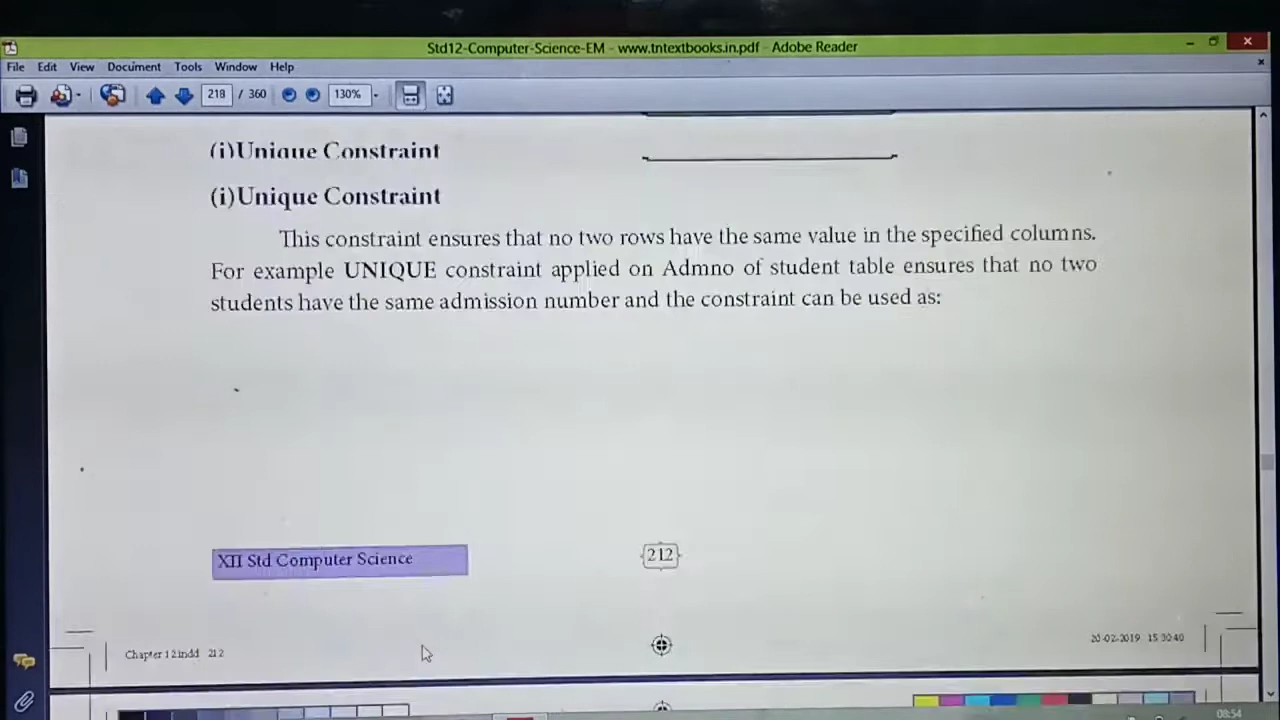 Std12-Computer-Science-EM - www.tntextbooks.in.pdf - Adobe Reader
File Edit View Document Tools Window Help
218 / 360 130%
(i)Unique Constraint
(i)Unique Constraint
This constraint ensures that no two rows have the same value in the specified columns.
For example UNIQUE constraint applied on Admno of student table ensures that no two
students have the same admission number and the constraint can be used as:
XII Std Computer Science
212
Chapter 12.indd 212
20-02-2019 15:30:40
08:54